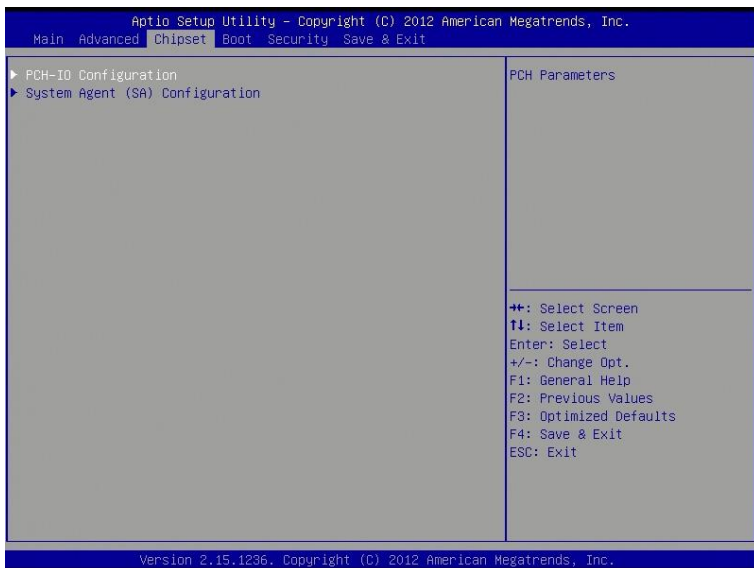 Aptio Setup Utility – Copyright (C) 2012 American Megatrends, Inc.
Main Advanced Chipset Boot Security Save & Exit
▶ PCH-IO Configuration
▶ System Agent (SA) Configuration
PCH Parameters
→←: Select Screen
↑↓: Select Item
Enter: Select
+/-: Change Opt.
F1: General Help
F2: Previous Values
F3: Optimized Defaults
F4: Save & Exit
ESC: Exit
Version 2.15.1236. Copyright (C) 2012 American Megatrends, Inc.